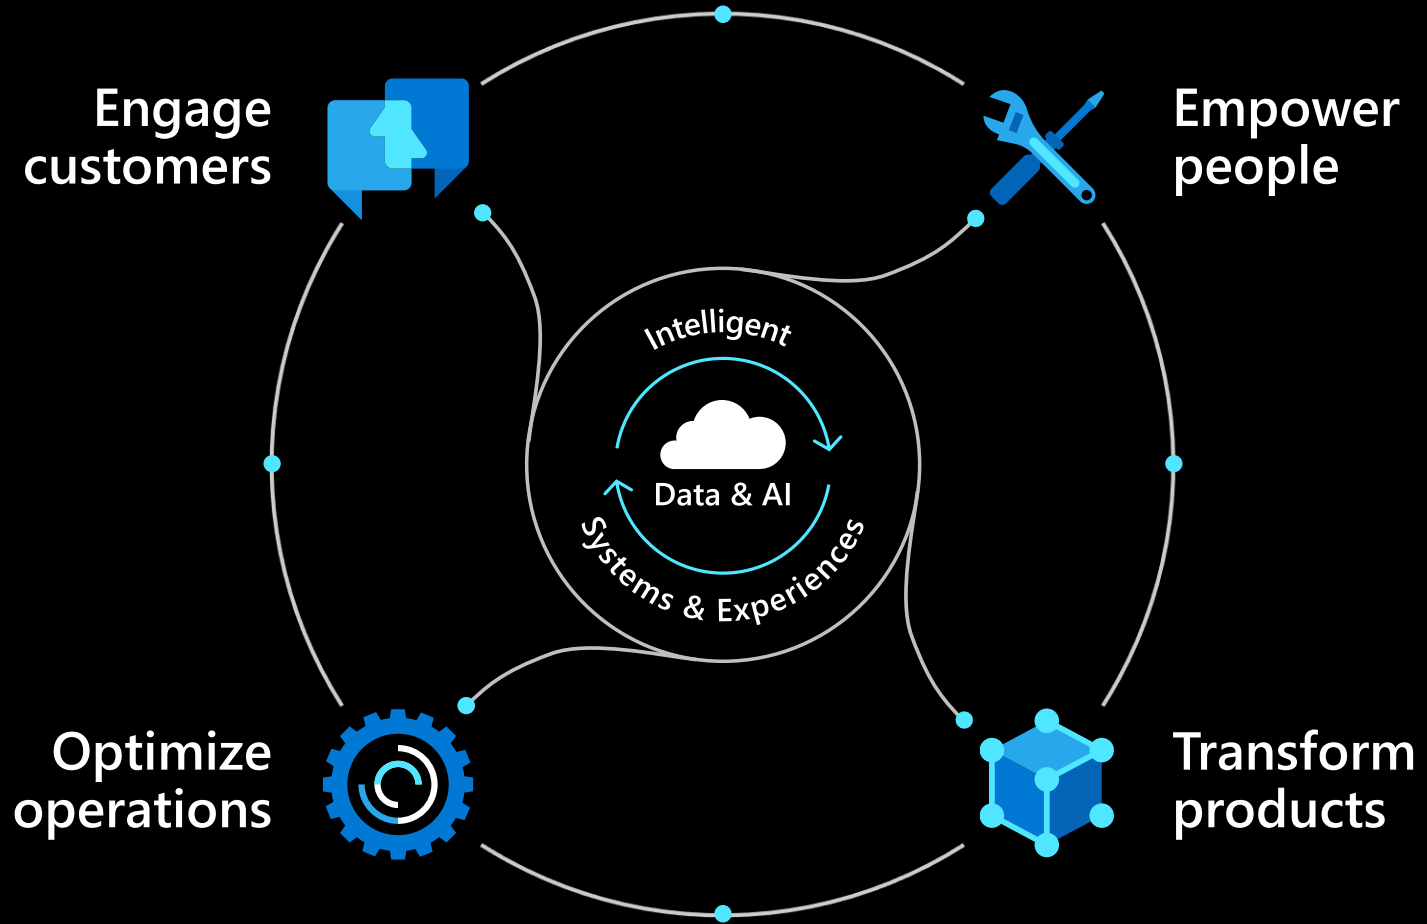 Engage
customers
Empower
people
Intelligent
Data & AI
Systems & Experiences
Optimize
operations
Transform
products